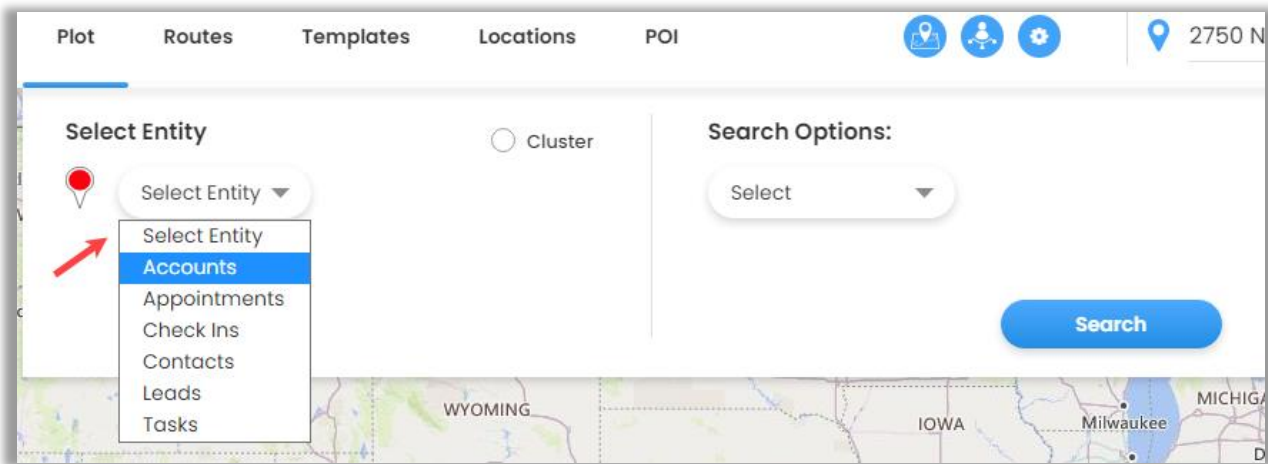 Plot Routes Templates Locations POI 2750 N
Select Entity Cluster Search Options:
Select Entity Select
Select Entity
Accounts
Appointments
Check Ins
Contacts
Leads
Tasks
Search
WYOMING IOWA Milwaukee MICHIGA
D